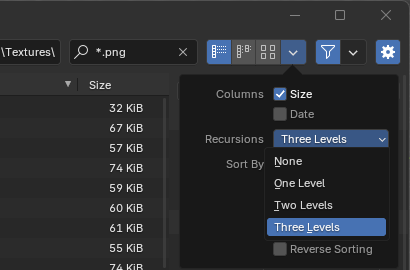 \Textures\
*.png
Size
32 KiB
67 KiB
57 KiB
74 KiB
59 KiB
60 KiB
61 KiB
55 KiB
74 KiB
Columns
Size
Date
Recursions
Three Levels
Sort By
None
One Level
Two Levels
Three Levels
Reverse Sorting